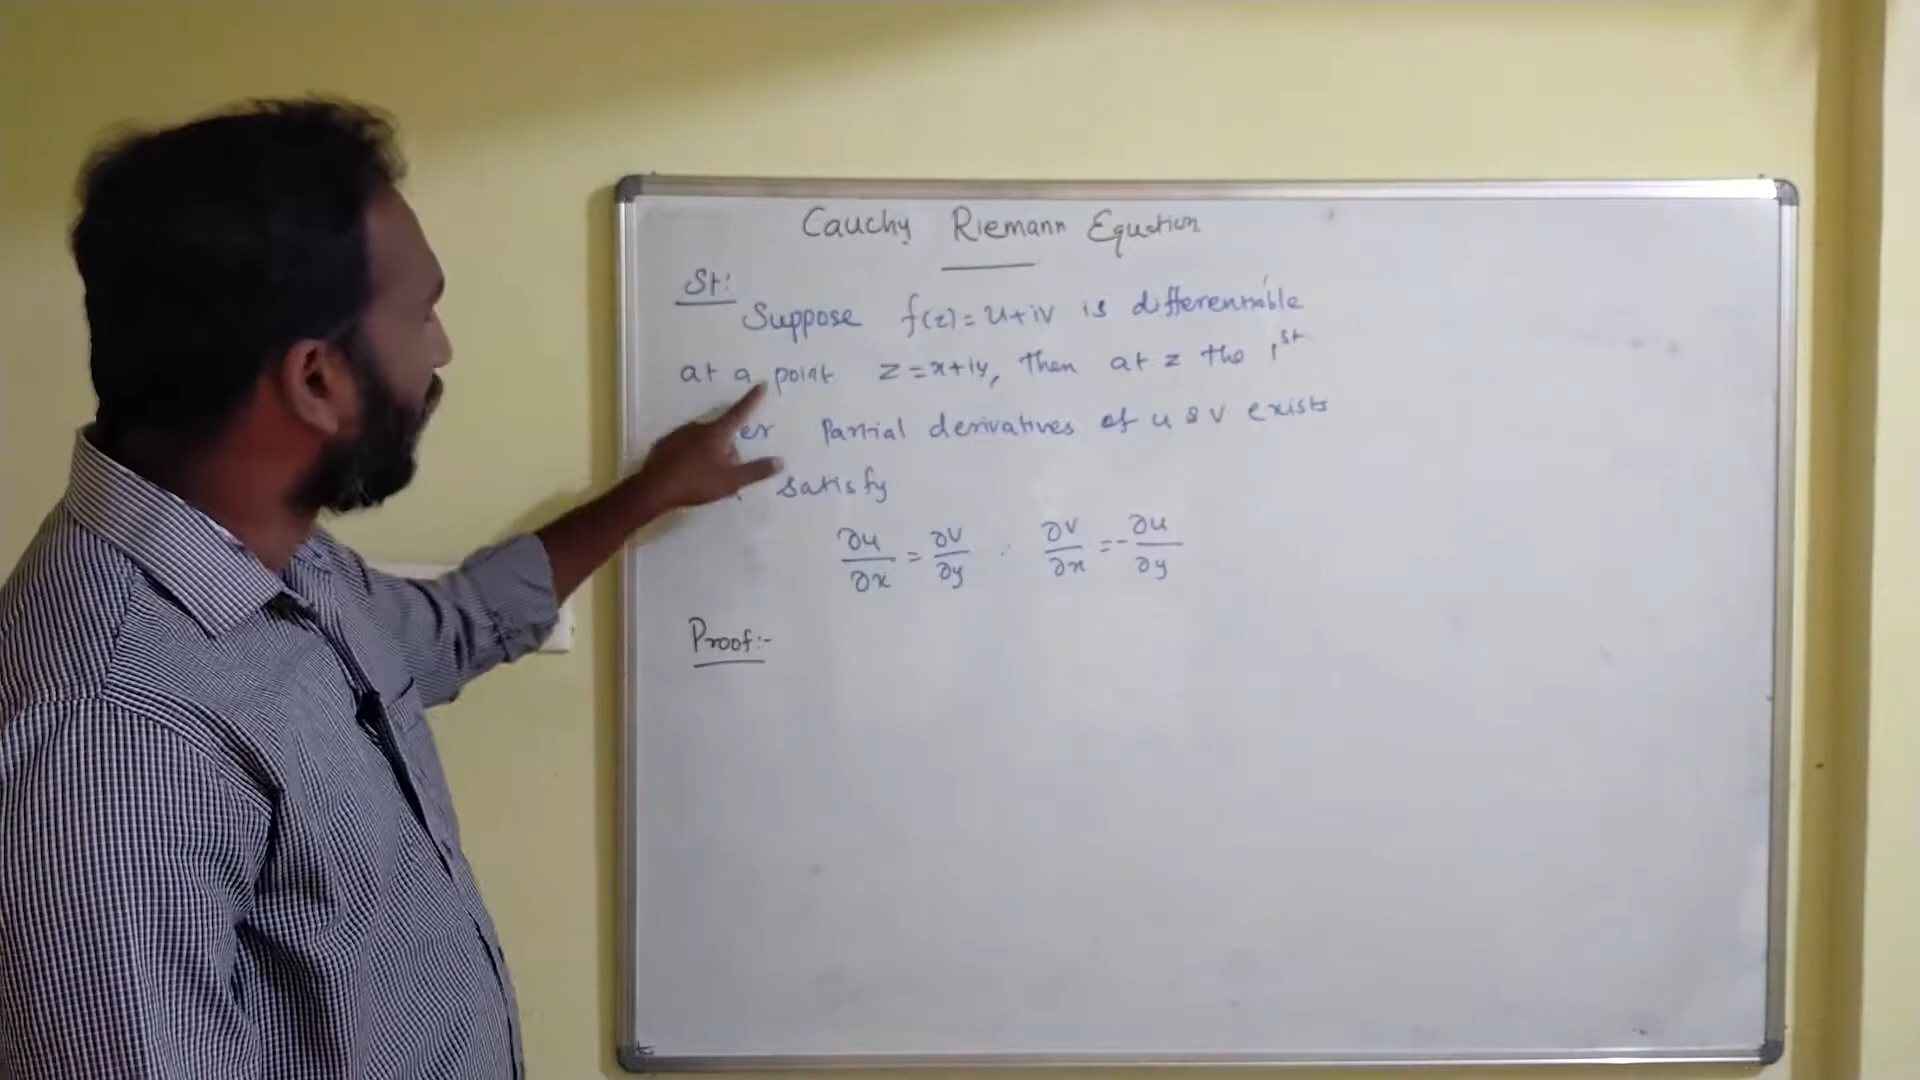 Cauchy Riemann Equation
St:
Suppose f(z)=u+iv is differentiable
at a point z=x+iy, then at z the 1st
er Partial derivatives of u & v exists
satisfy
∂u/∂x = ∂v/∂y , ∂v/∂x = -∂u/∂y
Proof:-